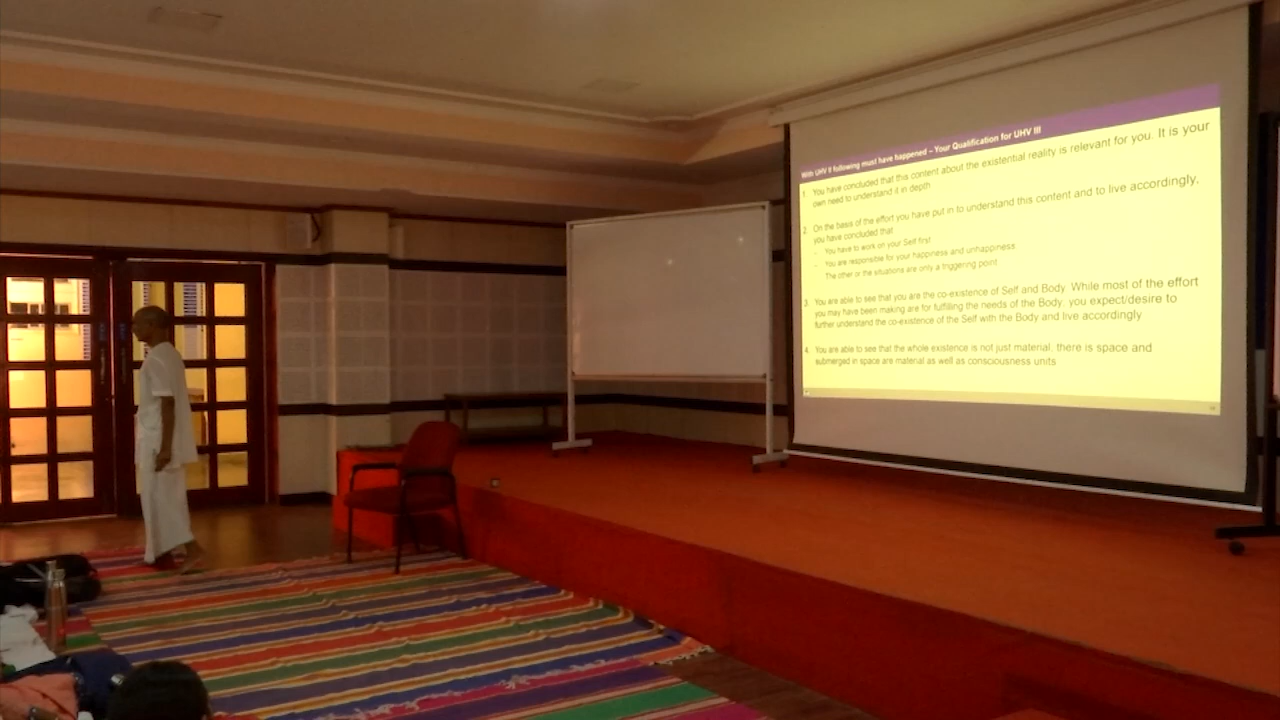 With UHV II following must have happened – Your Qualification for UHV III
1. You have concluded that this content about the existential reality is relevant for you. It is your
own need to understand it in depth
2. On the basis of the effort you have put in to understand this content and to live accordingly,
you have concluded that
– You have to work on your Self first
– You are responsible for your happiness and unhappiness
The other or the situations are only a triggering point
3. You are able to see that you are the co-existence of Self and Body. While most of the effort
you may have been making are for fulfilling the needs of the Body, you expect/desire to
further understand the co-existence of the Self with the Body and live accordingly
4. You are able to see that the whole existence is not just material, there is space and
submerged in space are material as well as consciousness units